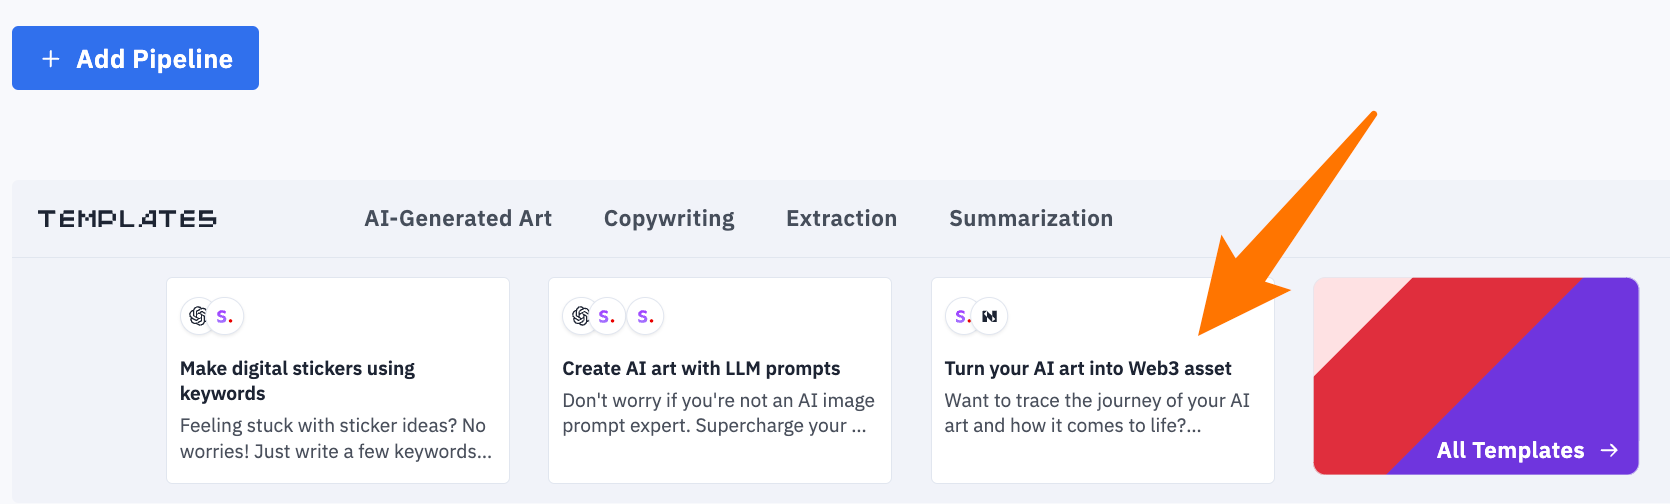 + Add Pipeline
TEMPLATES
AI-Generated Art
Copywriting
Extraction
Summarization
S.
Make digital stickers using
keywords
Feeling stuck with sticker ideas? No
worries! Just write a few keywords...
S.
S.
Create AI art with LLM prompts
Don't worry if you're not an AI image
prompt expert. Supercharge your ...
S.
N
Turn your AI art into Web3 asset
Want to trace the journey of your AI
art and how it comes to life?...
All Templates →